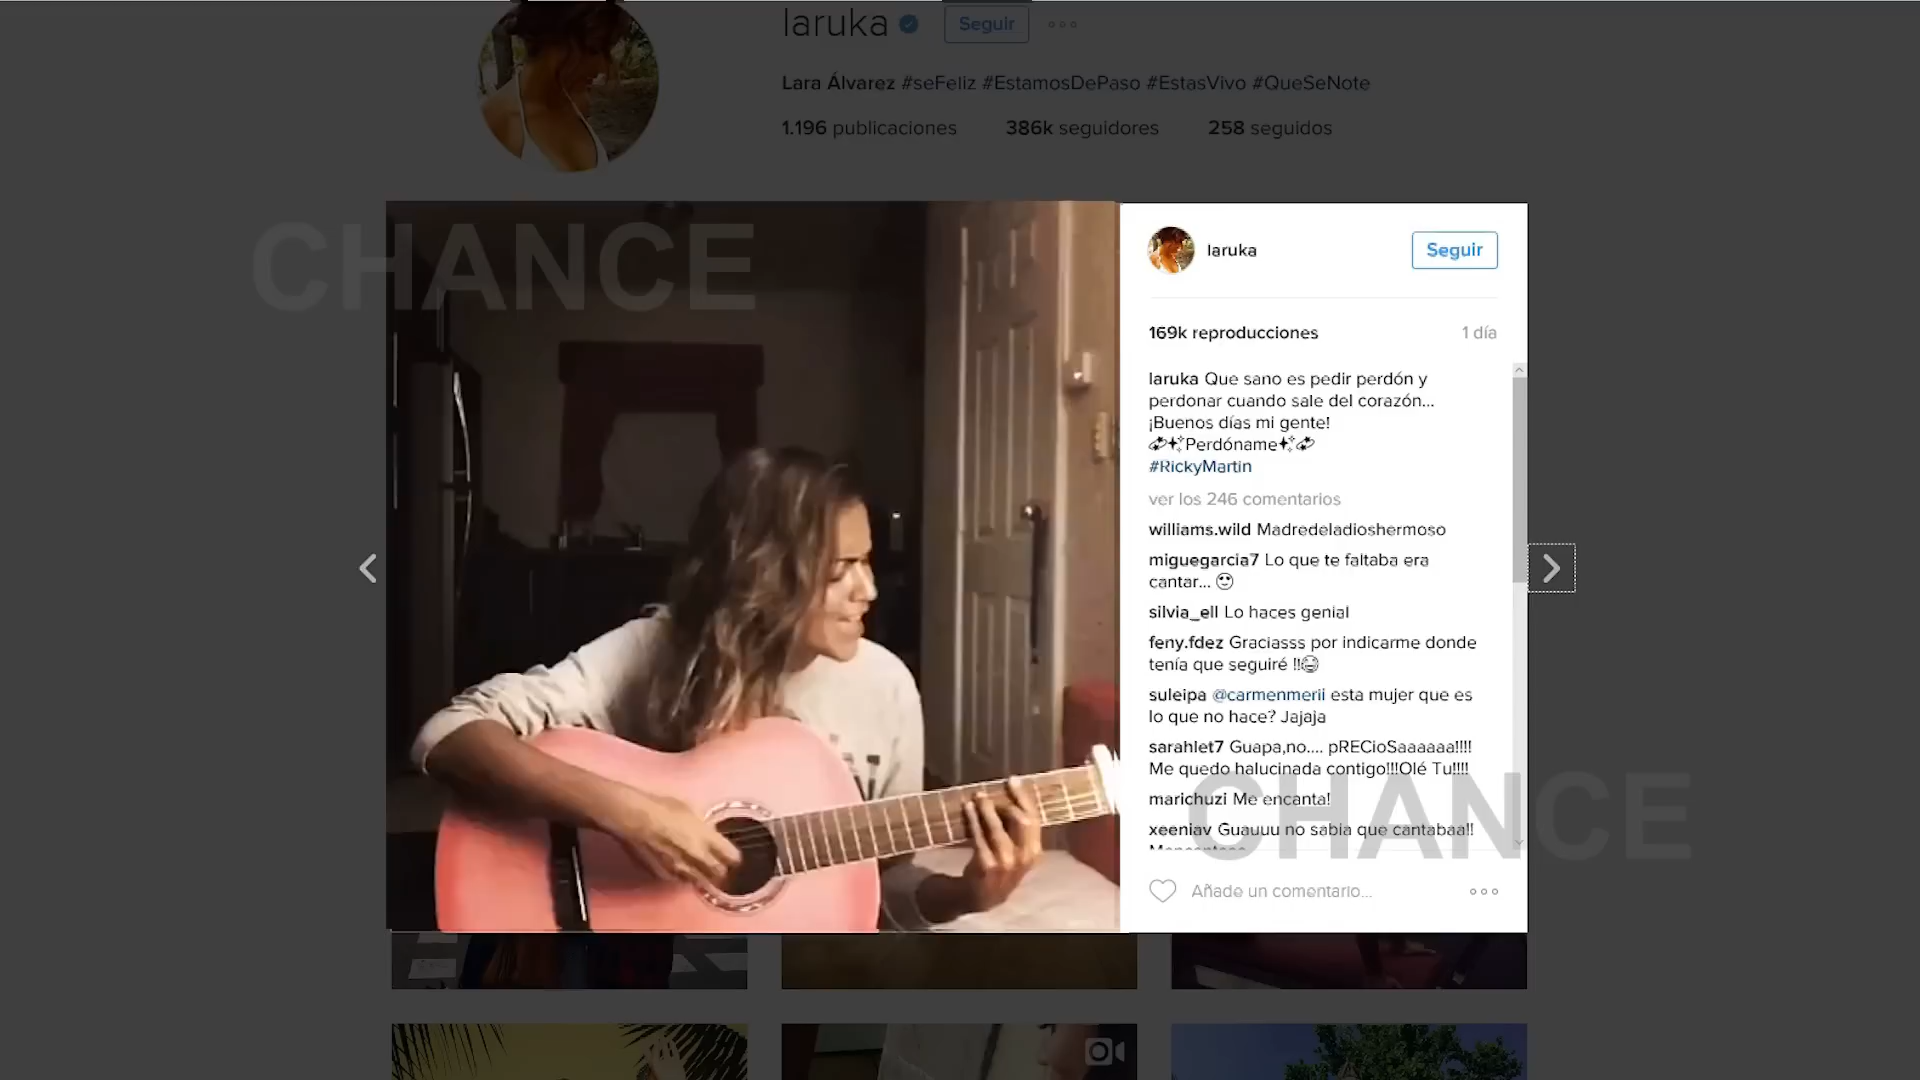 laruka
Seguir
Lara Álvarez #seFeliz #EstamosDePaso #EstasVivo #QueSeNote
1.196 publicaciones 386k seguidores 258 seguidos
CHANCE
laruka
Seguir
169k reproducciones 1 día
laruka Que sano es pedir perdón y
perdonar cuando sale del corazón...
¡Buenos días mi gente!
Perdóname
#RickyMartin
ver los 246 comentarios
williams.wild Madredeladioshermoso
miguegarcia7 Lo que te faltaba era
cantar... 
silvia_ell Lo haces genial
feny.fdez Graciasss por indicarme donde
tenía que seguiré !!😂
suleipa @carmenmerii esta mujer que es
lo que no hace? Jajaja
sarahlet7 Guapa,no.... pRECioSaaaaaa!!!!
Me quedo halucinada contigo!!!Olé Tu!!!!
marichuzi Me encanta!
xeeniav Guauuu no sabia que cantabaa!!
CHANCE
Añade un comentario...